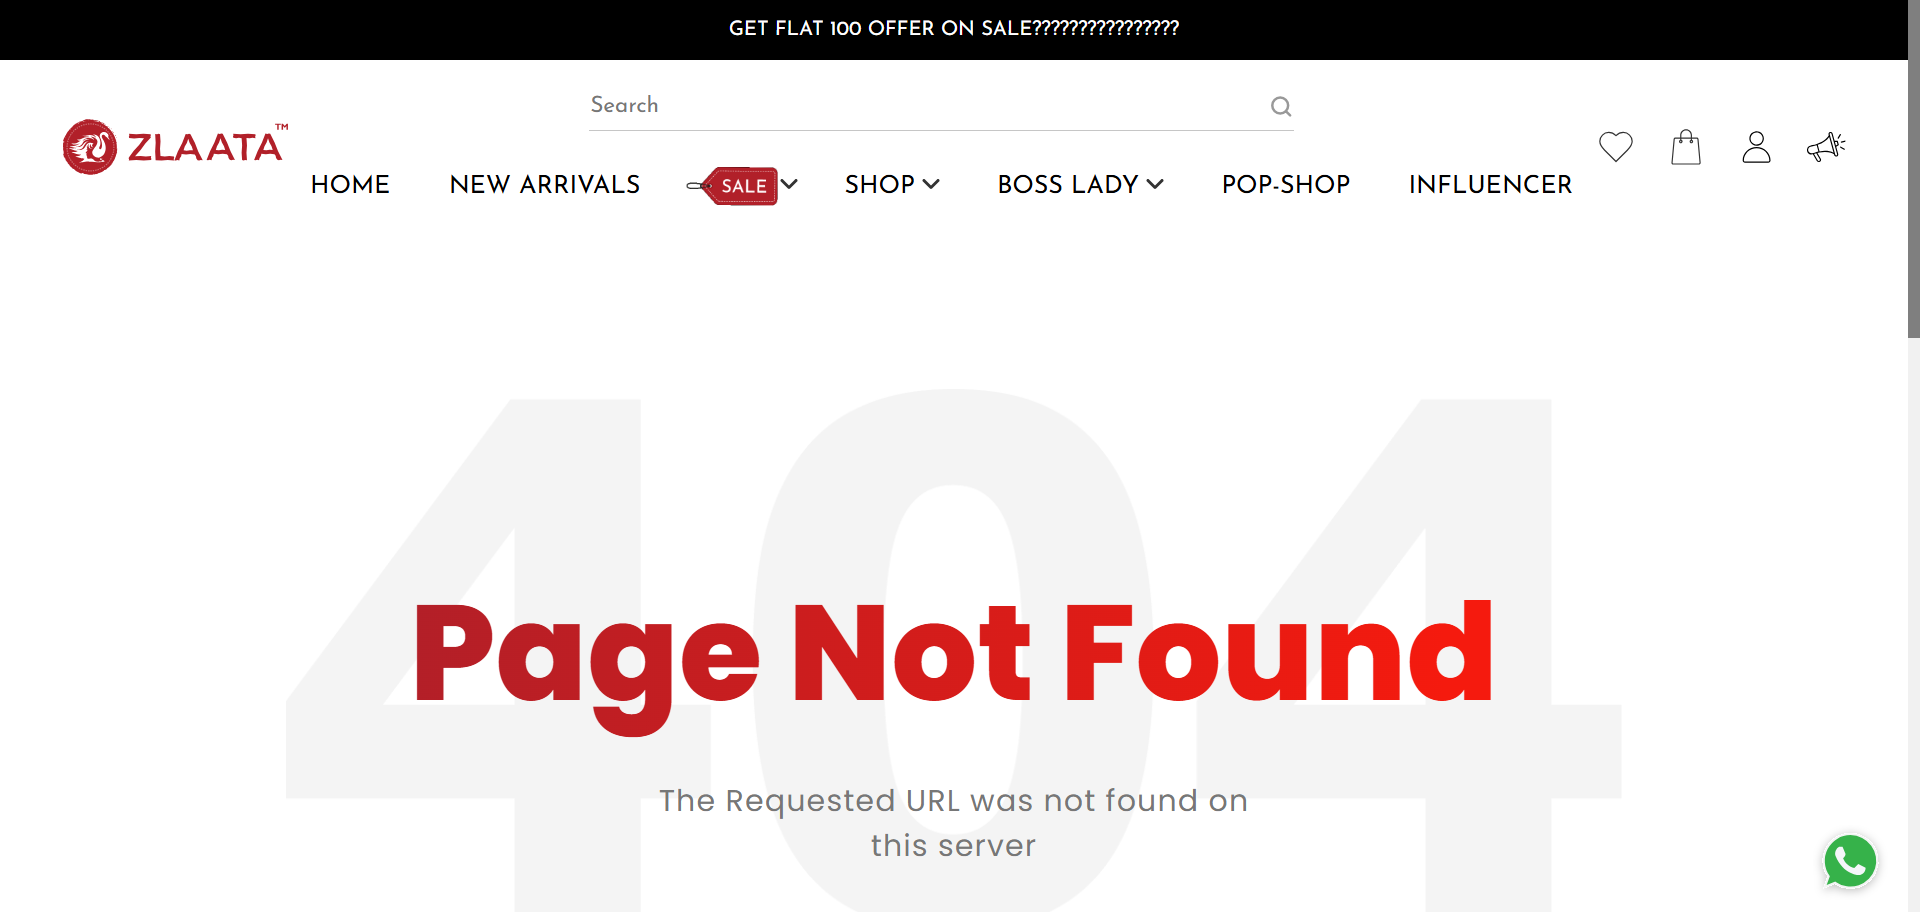 GET FLAT 100 OFFER ON SALE????????????????
Search
ZLAATA™
HOME NEW ARRIVALS SALE SHOP BOSS LADY POP-SHOP INFLUENCER
404
Page Not Found
The Requested URL was not found on
this server